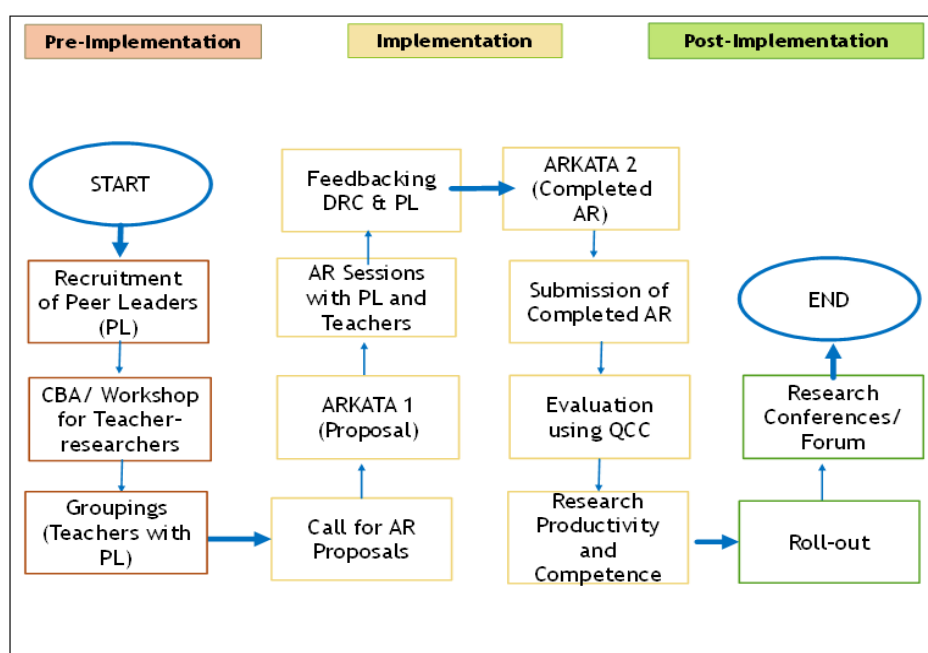 Pre-Implementation
Implementation
Post-Implementation
START
Recruitment
of Peer Leaders
(PL)
CBA/ Workshop
for Teacher-
researchers
Groupings
(Teachers with
PL)
Call for AR
Proposals
ARKATA 1
(Proposal)
AR Sessions
with PL and
Teachers
Feedbacking
DRC & PL
ARKATA 2
(Completed
AR)
Submission of
Completed AR
Evaluation
using QCC
Research
Productivity
and
Competence
Roll-out
Research
Conferences/
Forum
END